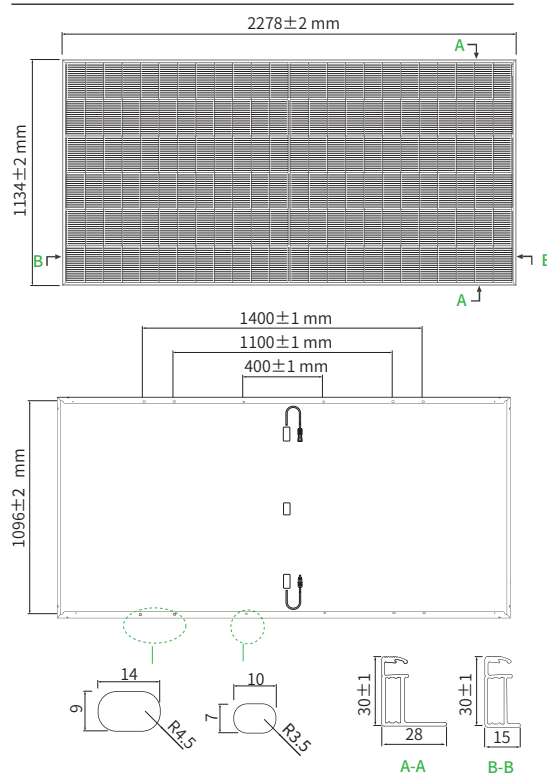 2278±2 mm
A
1134±2 mm
B
B
A
1400±1 mm
1100±1 mm
400±1 mm
1096±2 mm
14
9
R4.5
10
7
R3.5
30±1
28
A-A
30±1
15
B-B